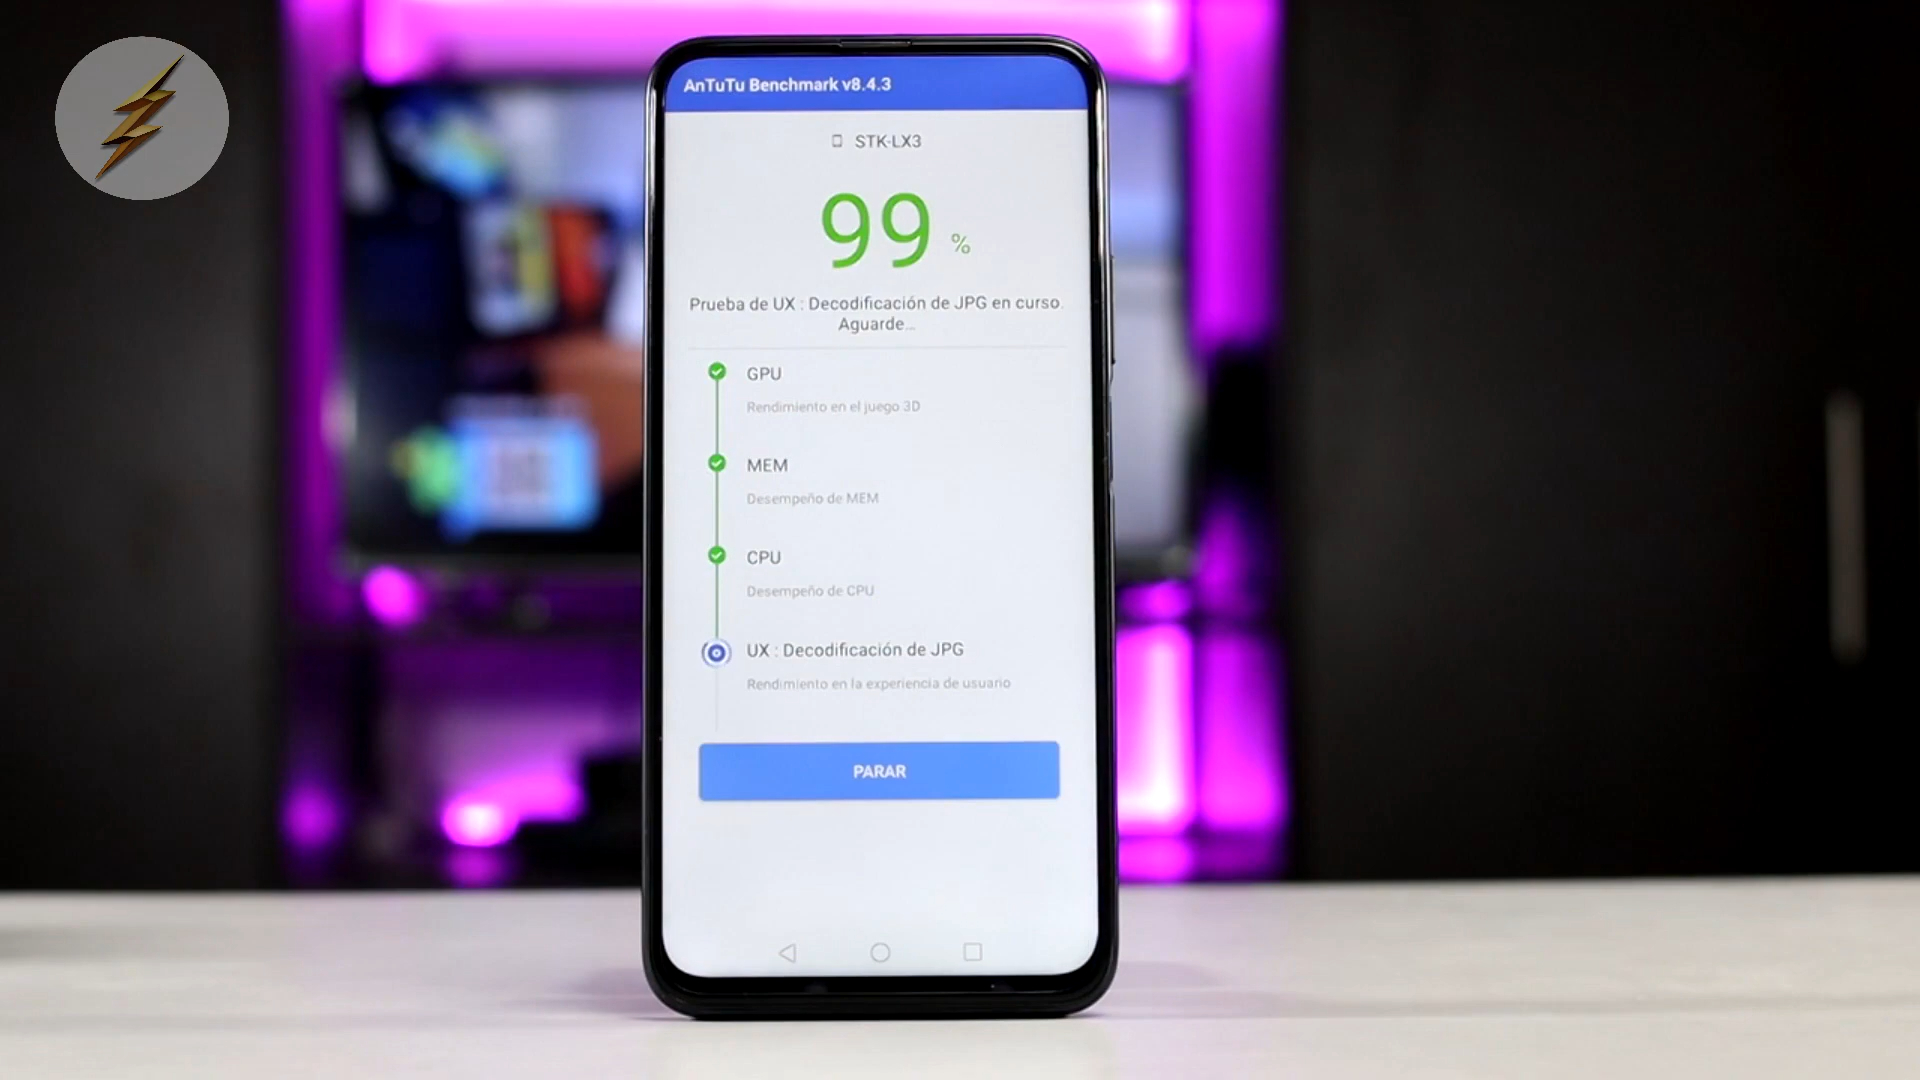 AnTuTu Benchmark v8.4.3
STK-LX3
99 %
Prueba de UX : Decodificación de JPG en curso.
Aguarde...
GPU
Rendimiento en el juego 3D
MEM
Desempeño de MEM
CPU
Desempeño de CPU
UX : Decodificación de JPG
Rendimiento en la experiencia de usuario
PARAR